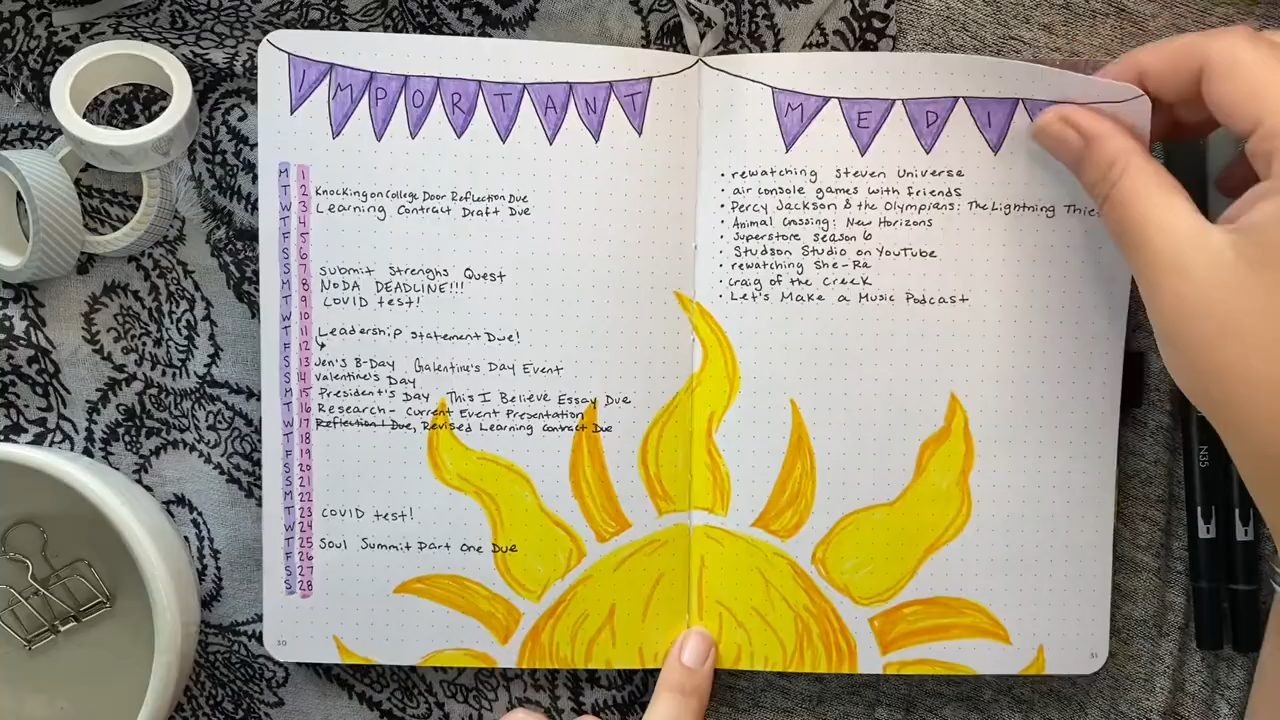 IMPORTANT
M 1
T 2 Knocking on College Door Reflection Due
W 3 Learning Contract Draft Due
T 4
F 5
S 6
S 7 Submit Strenghs Quest
M 8 NODA DEADLINE!!!
T 9 COVID test!
W 10
T 11 Leadership Statement Due!
F 12
S 13 Jen's B-Day Galentine's Day Event
S 14 Valentine's Day
M 15 President's Day This I Believe Essay Due
T 16 Research- Current Event Presentation
W 17 Reflection 1 Due, Revised Learning Contract Due
T 18
F 19
S 20
S 21
M 22
T 23 COVID test!
W 24
T 25 Soul Summit Part One Due
F 26
S 27
S 28
30
MEDI
• rewatching Steven Universe
• air console games with friends
• Percy Jackson & the Olympians: The Lightning Thie
• Animal Crossing: New Horizons
• Superstore season 6
• Studson Studio on YouTube
• rewatching She-Ra
• Craig of the Creek
• Let's Make a Music Podcast
31
N35